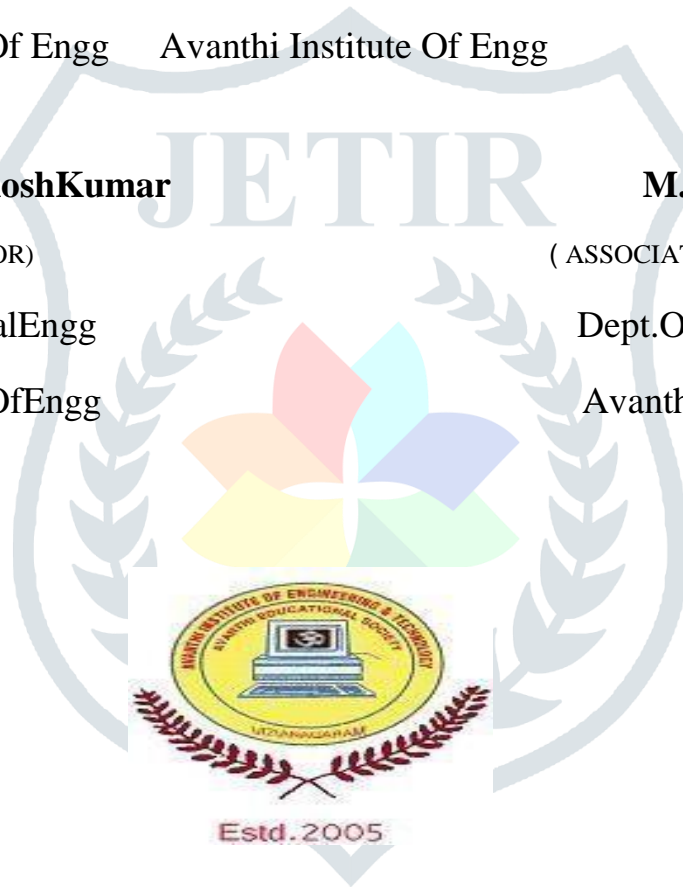 Of Engg Avanthi Institute Of Engg
JETIR
oshKumar M.
OR) ( ASSOCIAT
alEngg Dept.O
OfEngg Avanth
AVANTHI INSTITUTE OF ENGINEERING & TECHNOLOGY
AVANTHI EDUCATIONAL SOCIETY
VIZIANAGARAM
Estd.2005